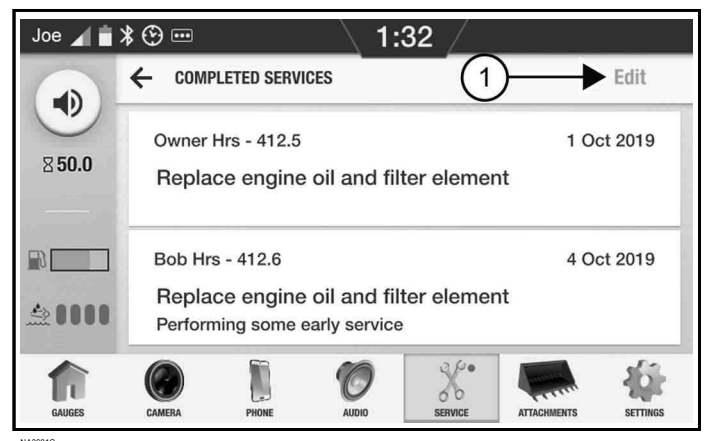 Joe 1:32
COMPLETED SERVICES 1 Edit
50.0
Owner Hrs - 412.5 1 Oct 2019
Replace engine oil and filter element
Bob Hrs - 412.6 4 Oct 2019
Replace engine oil and filter element
Performing some early service
GAUGES CAMERA PHONE AUDIO SERVICE ATTACHMENTS SETTINGS